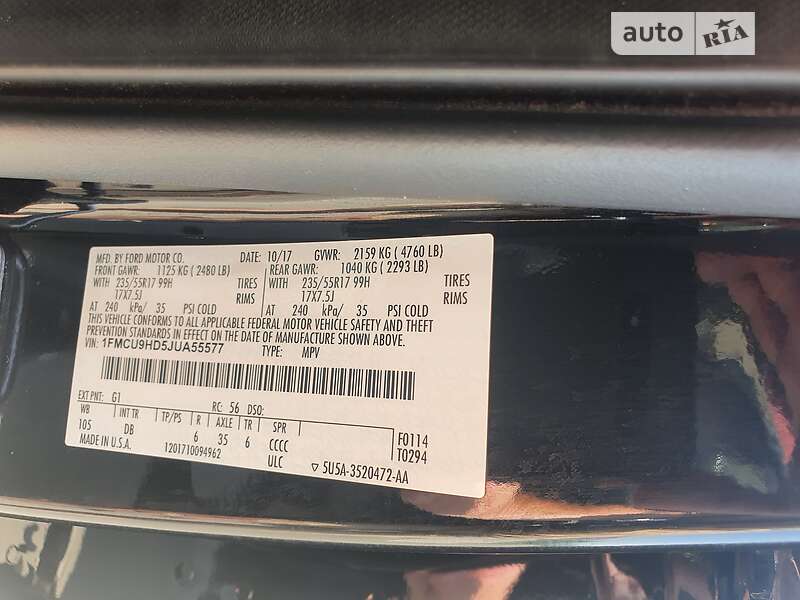 auto RIA
MFD. BY FORD MOTOR CO. DATE: 10/17 GVWR: 2159 KG ( 4760 LB)
FRONT GAWR: 1125 KG ( 2480 LB) REAR GAWR: 1040 KG ( 2293 LB)
WITH 235/55R17 99H TIRES WITH 235/55R17 99H TIRES
17X7.5J RIMS 17X7.5J RIMS
AT 240 kPa/ 35 PSI COLD AT 240 kPa/ 35 PSI COLD
THIS VEHICLE CONFORMS TO ALL APPLICABLE FEDERAL MOTOR VEHICLE SAFETY AND THEFT
PREVENTION STANDARDS IN EFFECT ON THE DATE OF MANUFACTURE SHOWN ABOVE.
VIN: 1FMCU9HD5JUA55577 TYPE: MPV
EXT PNT: G1 RC: 56 DSO:
WB INT TR TP/PS R AXLE TR SPR
105 DB 6 35 6 CCCC F0114
MADE IN U.S.A. 1201710094962 ULC T0294
▽ 5U5A-3520472-AA